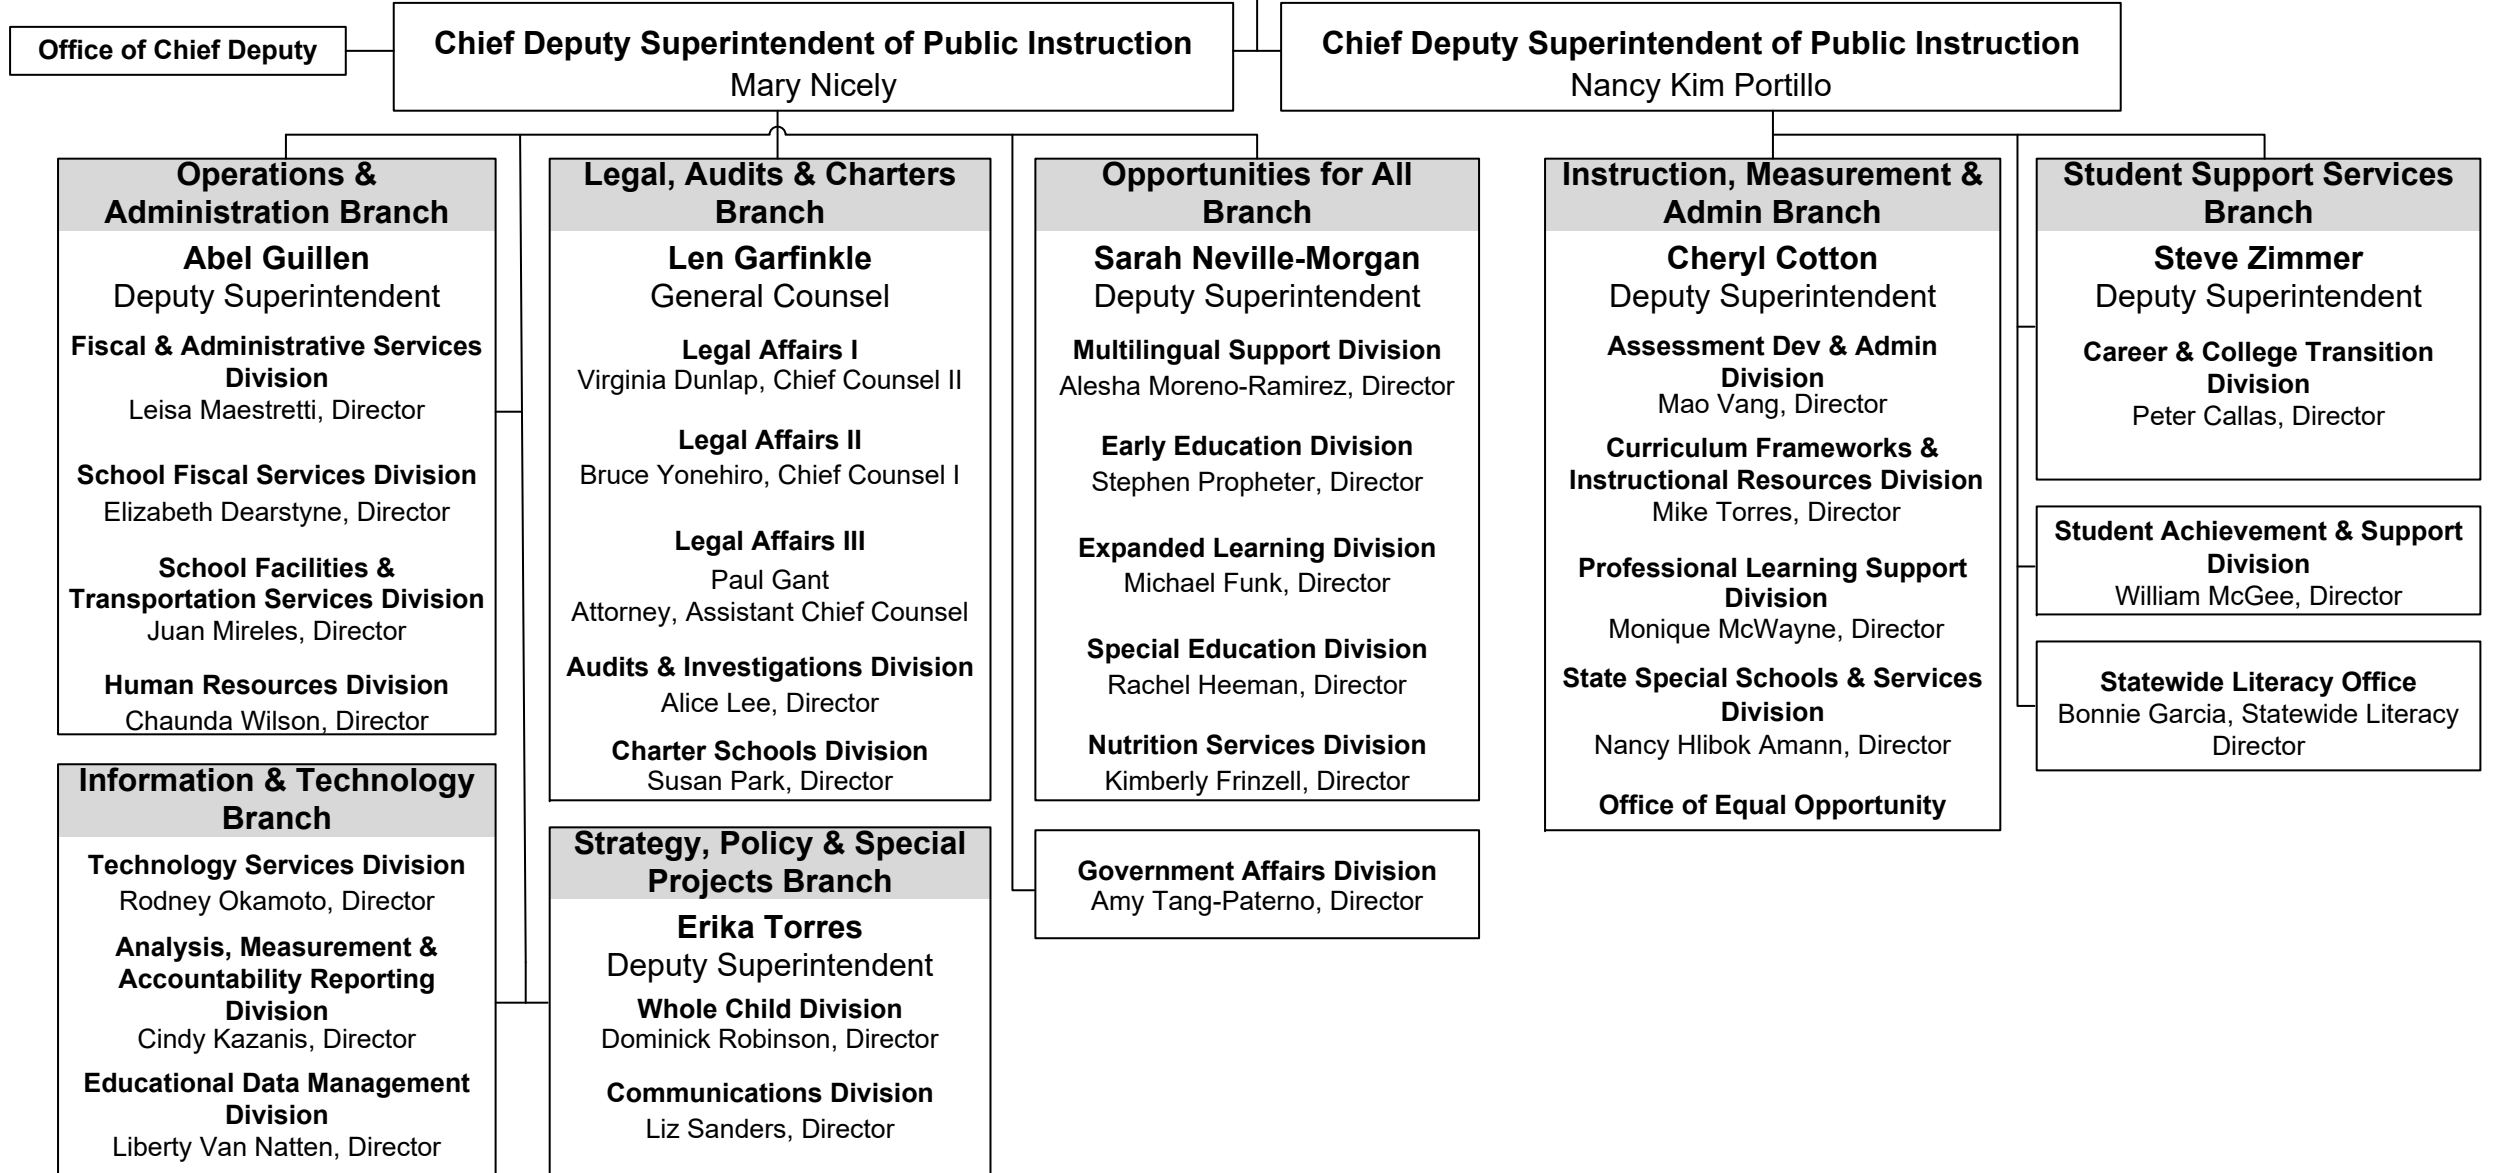 Office of Chief Deputy
Chief Deputy Superintendent of Public Instruction
Mary Nicely
Chief Deputy Superintendent of Public Instruction
Nancy Kim Portillo
Operations &
Administration Branch
Abel Guillen
Deputy Superintendent
Fiscal & Administrative Services
Division
Leisa Maestretti, Director
School Fiscal Services Division
Elizabeth Dearstyne, Director
School Facilities &
Transportation Services Division
Juan Mireles, Director
Human Resources Division
Chaunda Wilson, Director
Information & Technology
Branch
Technology Services Division
Rodney Okamoto, Director
Analysis, Measurement &
Accountability Reporting
Division
Cindy Kazanis, Director
Educational Data Management
Division
Liberty Van Natten, Director
Legal, Audits & Charters
Branch
Len Garfinkle
General Counsel
Legal Affairs I
Virginia Dunlap, Chief Counsel II
Legal Affairs II
Bruce Yonehiro, Chief Counsel I
Legal Affairs III
Paul Gant
Attorney, Assistant Chief Counsel
Audits & Investigations Division
Alice Lee, Director
Charter Schools Division
Susan Park, Director
Strategy, Policy & Special
Projects Branch
Erika Torres
Deputy Superintendent
Whole Child Division
Dominick Robinson, Director
Communications Division
Liz Sanders, Director
Opportunities for All
Branch
Sarah Neville-Morgan
Deputy Superintendent
Multilingual Support Division
Alesha Moreno-Ramirez, Director
Early Education Division
Stephen Propheter, Director
Expanded Learning Division
Michael Funk, Director
Special Education Division
Rachel Heeman, Director
Nutrition Services Division
Kimberly Frinzell, Director
Government Affairs Division
Amy Tang-Paterno, Director
Instruction, Measurement &
Admin Branch
Cheryl Cotton
Deputy Superintendent
Assessment Dev & Admin
Division
Mao Vang, Director
Curriculum Frameworks &
Instructional Resources Division
Mike Torres, Director
Professional Learning Support
Division
Monique McWayne, Director
State Special Schools & Services
Division
Nancy Hlibok Amann, Director
Office of Equal Opportunity
Student Support Services
Branch
Steve Zimmer
Deputy Superintendent
Career & College Transition
Division
Peter Callas, Director
Student Achievement & Support
Division
William McGee, Director
Statewide Literacy Office
Bonnie Garcia, Statewide Literacy
Director